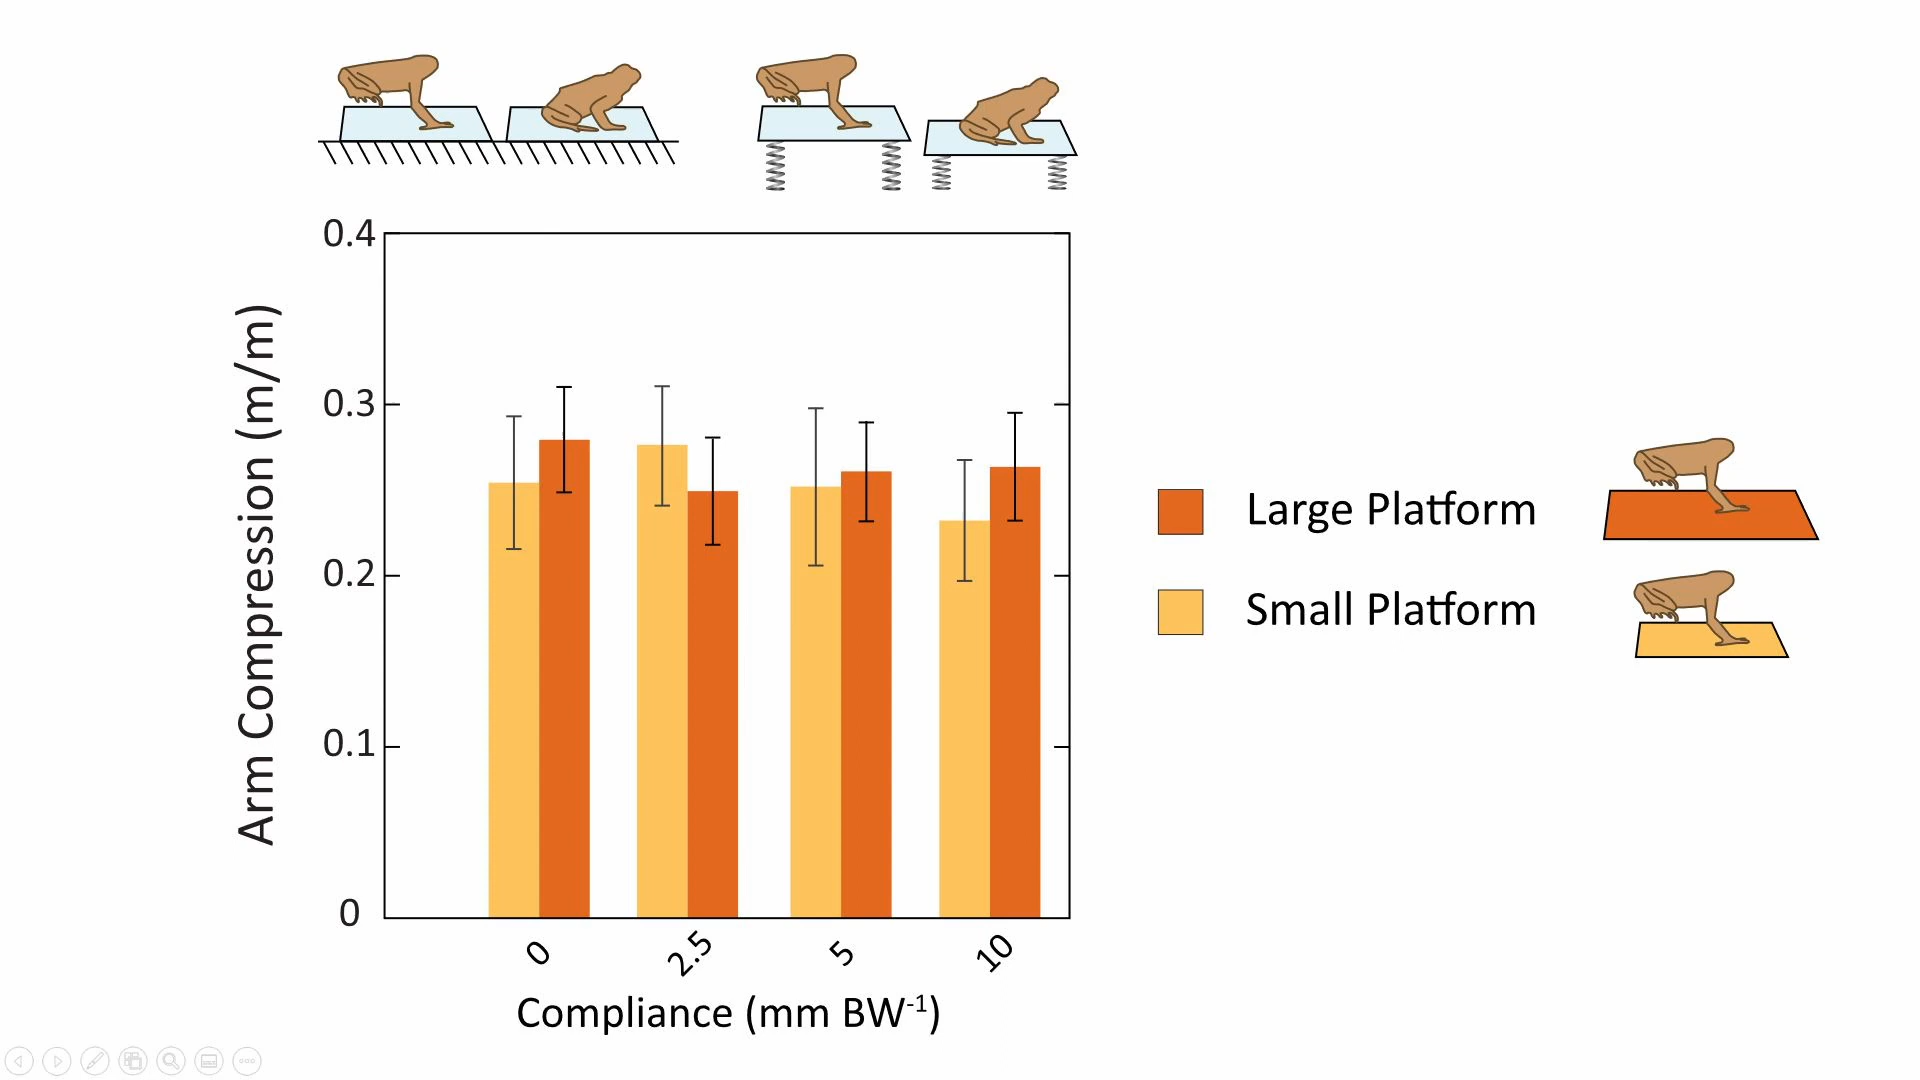 0.4
0.3
0.2
0.1
0
Arm Compression (m/m)
0
2.5
5
10
Compliance (mm BW⁻¹)
Large Platform
Small Platform